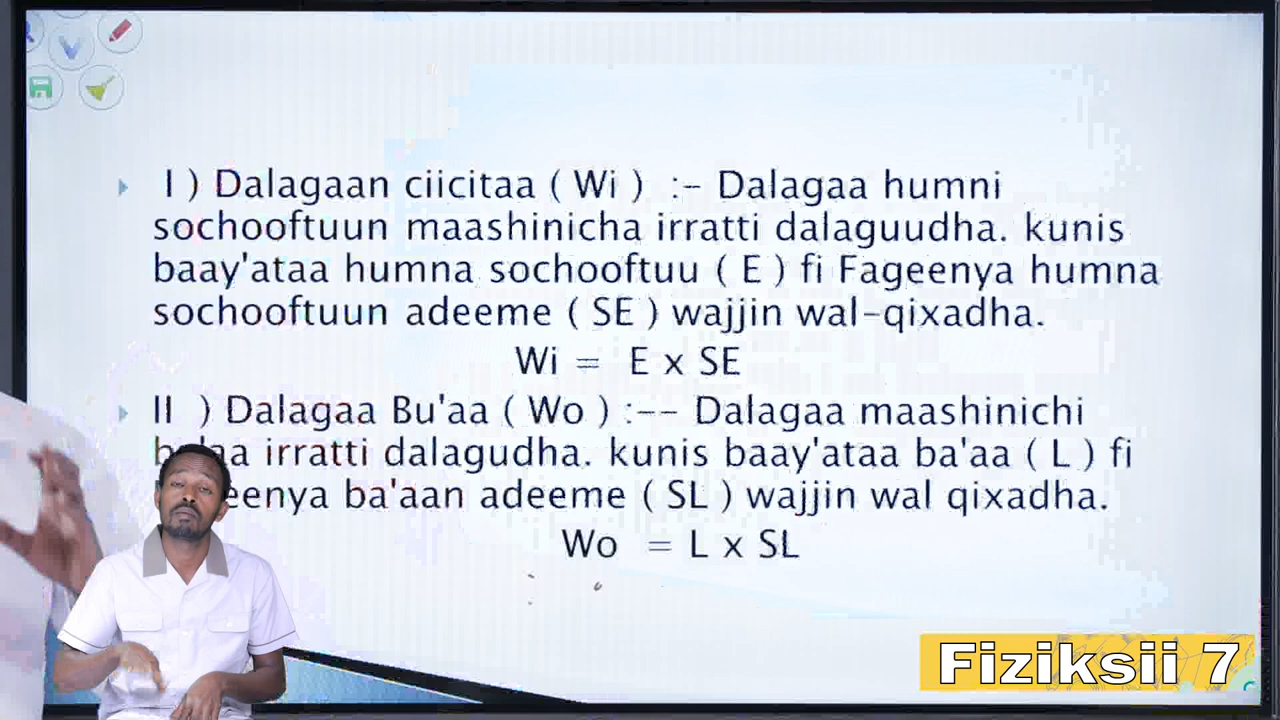 I ) Dalagaan ciicitaa ( Wi ) :- Dalagaa humni
sochooftuun maashinicha irratti dalaguudha. kunis
baay'ataa humna sochooftuu ( E ) fi Fageenya humna
sochooftuun adeeme ( SE ) wajjin wal-qixadha.
Wi = E x SE
II ) Dalagaa Bu'aa ( Wo ) :-- Dalagaa maashinichi
irratti dalagudha. kunis baay'ataa ba'aa ( L ) fi
ba'aan adeeme ( SL ) wajjin wal qixadha.
Wo = L x SL
Fiziksii 7